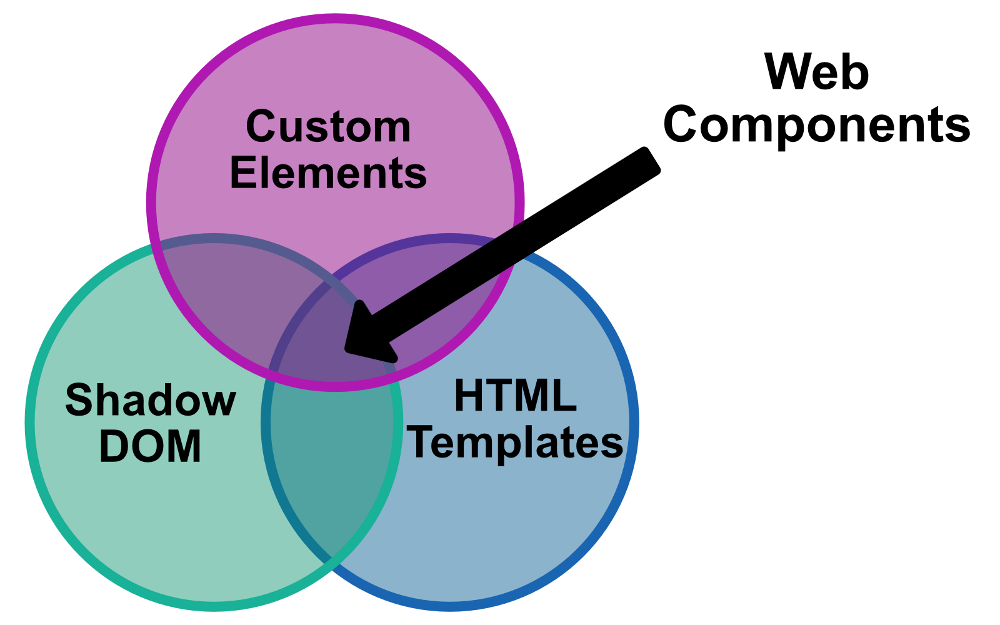 Web
Components
Custom
Elements
Shadow
DOM
HTML
Templates